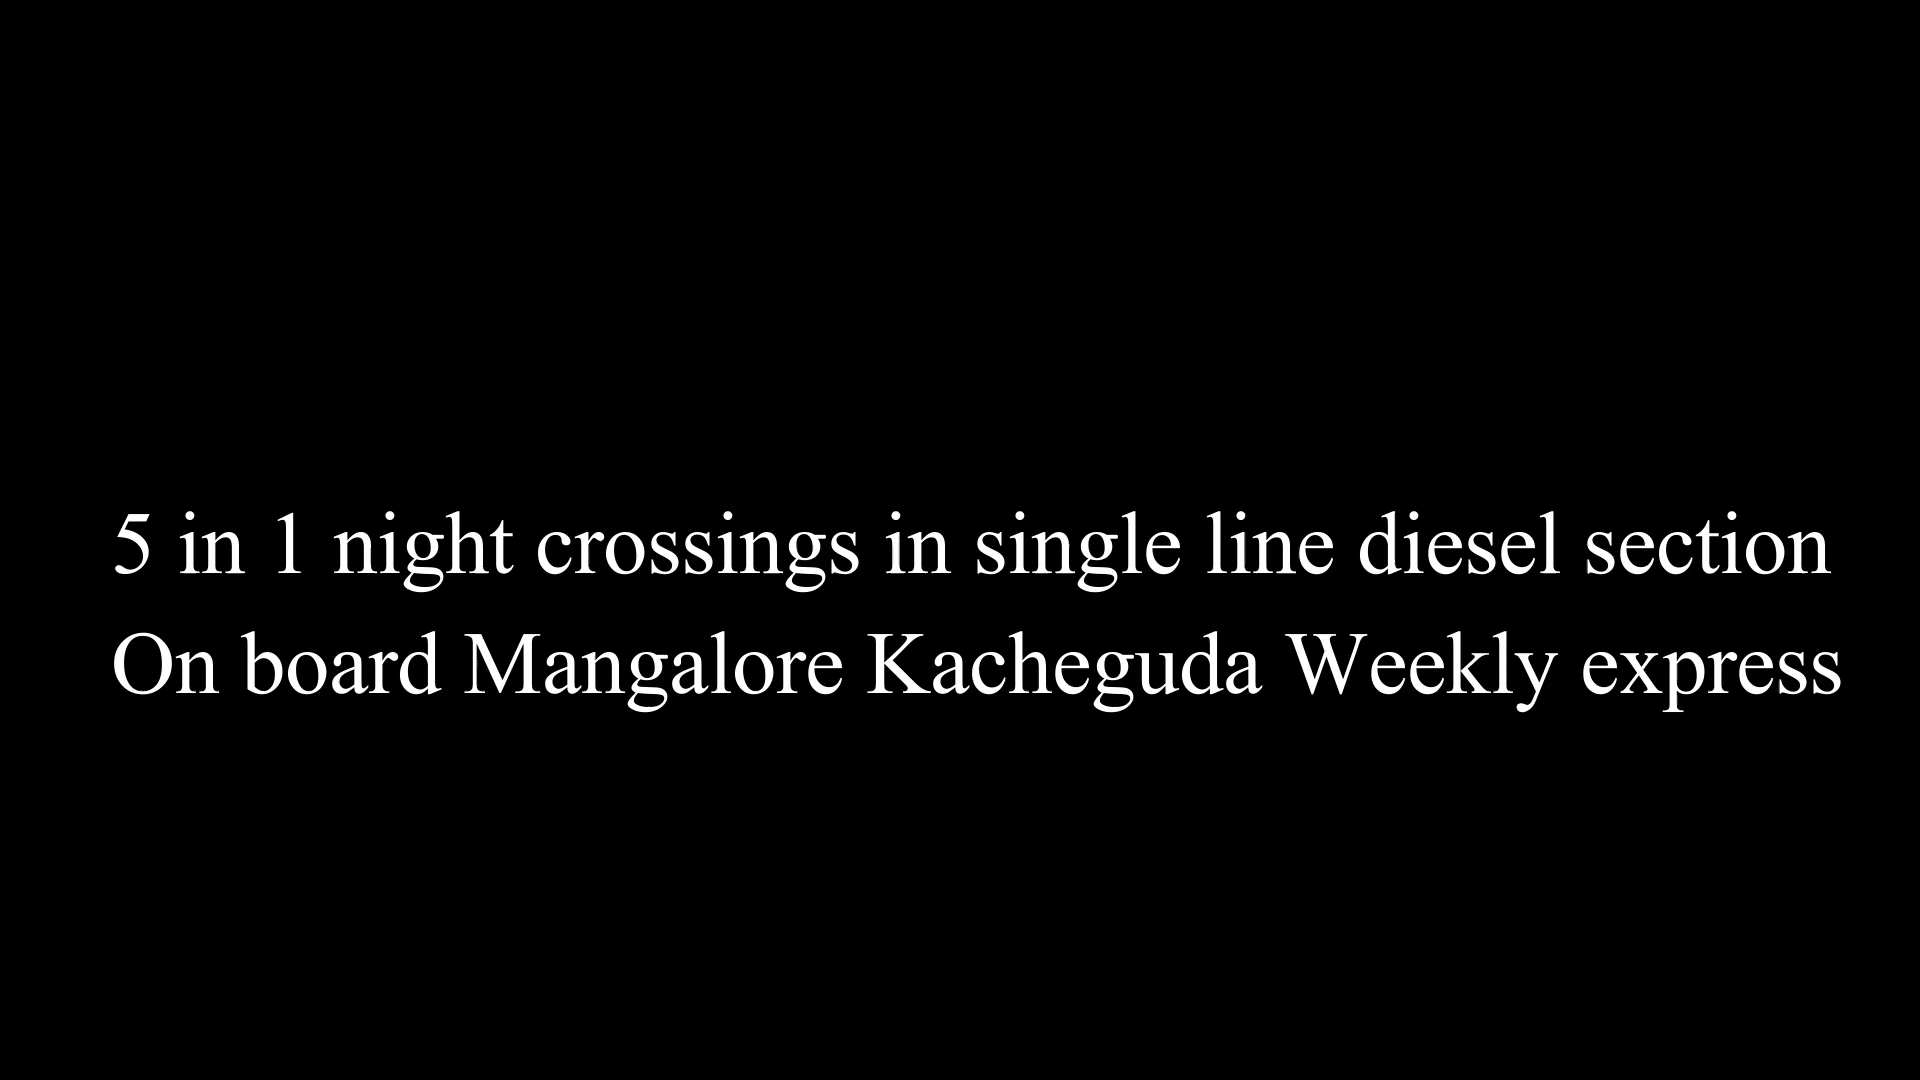 5 in 1 night crossings in single line diesel section
On board Mangalore Kacheguda Weekly express